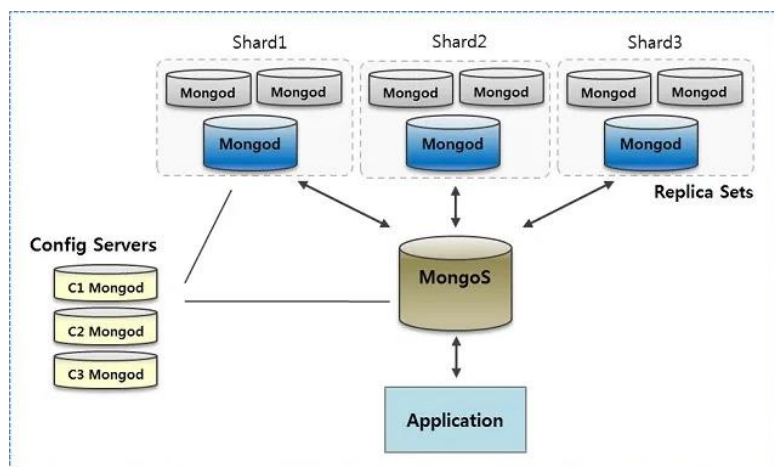 Shard1 Shard2 Shard3
Mongod Mongod Mongod Mongod Mongod Mongod
Mongod Mongod Mongod
Replica Sets
Config Servers
C1 Mongod
C2 Mongod
C3 Mongod
MongoS
Application